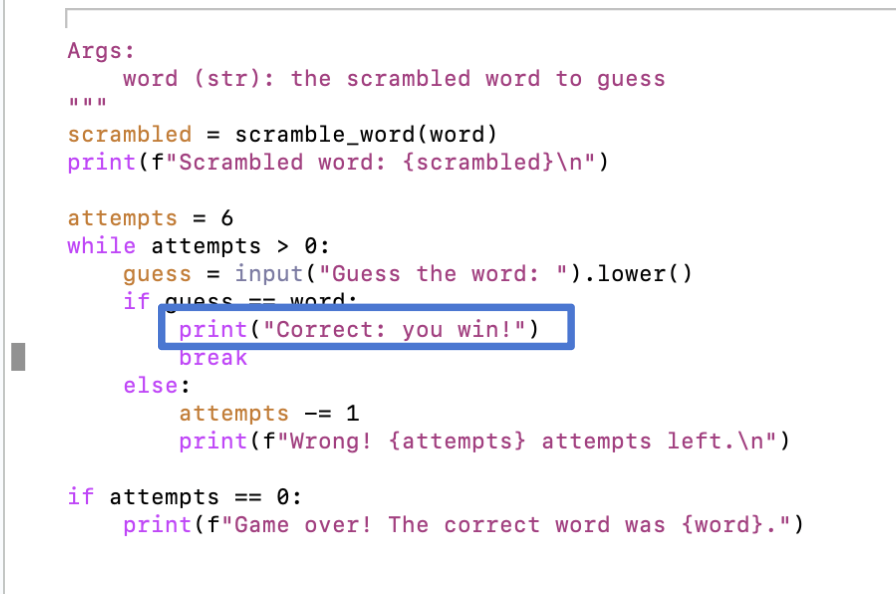 Args:
    word (str): the scrambled word to guess
"""
scrambled = scramble_word(word)
print(f"Scrambled word: {scrambled}\n")

attempts = 6
while attempts > 0:
    guess = input("Guess the word: ").lower()
    if guess == word:
        print("Correct: you win!")
        break
    else:
        attempts -= 1
        print(f"Wrong! {attempts} attempts left.\n")

if attempts == 0:
    print(f"Game over! The correct word was {word}.")